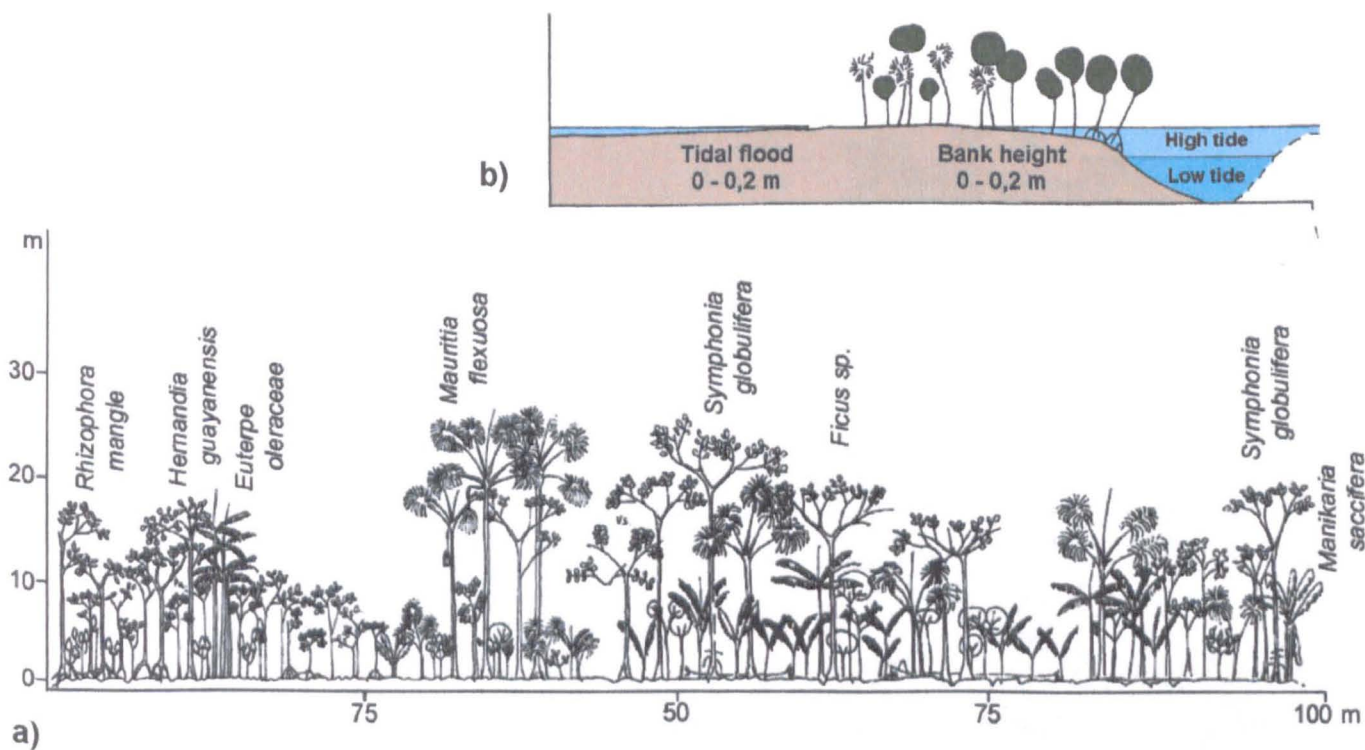 High tide
Tidal flood
Bank height
b)
0 - 0,2 m
0 - 0,2 m
Low tide
m
30
20
10
0
Rhizophora
mangle
Hernandia
guayanensis
Euterpe
oleraceae
Mauritia
flexuosa
Symphonia
globulifera
Ficus sp.
Symphonia
globulifera
Manikaria
saccifera
75
50
75
100 m
a)